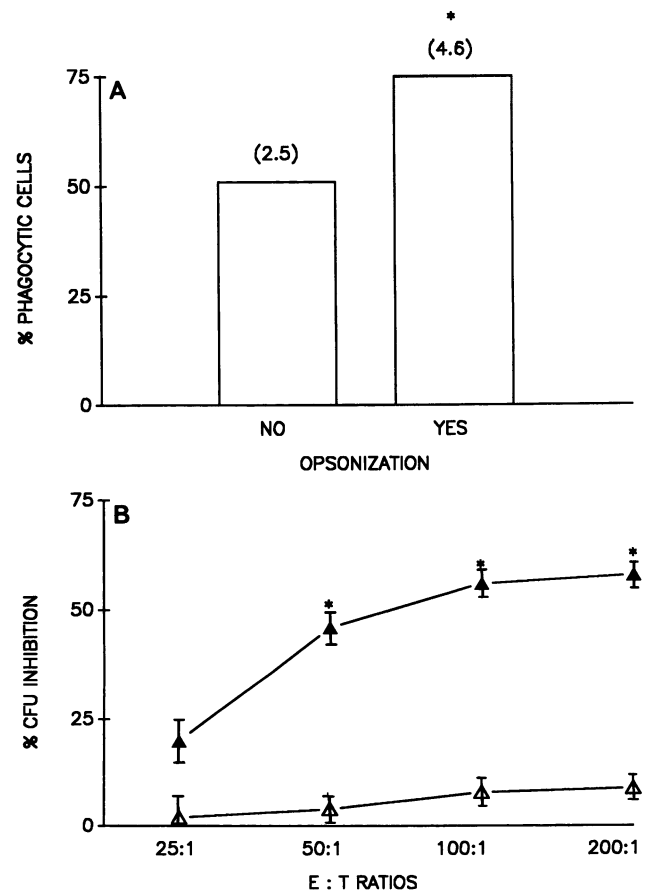 *
(4.6)
75
A
(2.5)
50
25
0
% PHAGOCYTIC CELLS
NO YES
OPSONIZATION
75
B
* * *
50
25
0
% CFU INHIBITION
25:1 50:1 100:1 200:1
E : T RATIOS